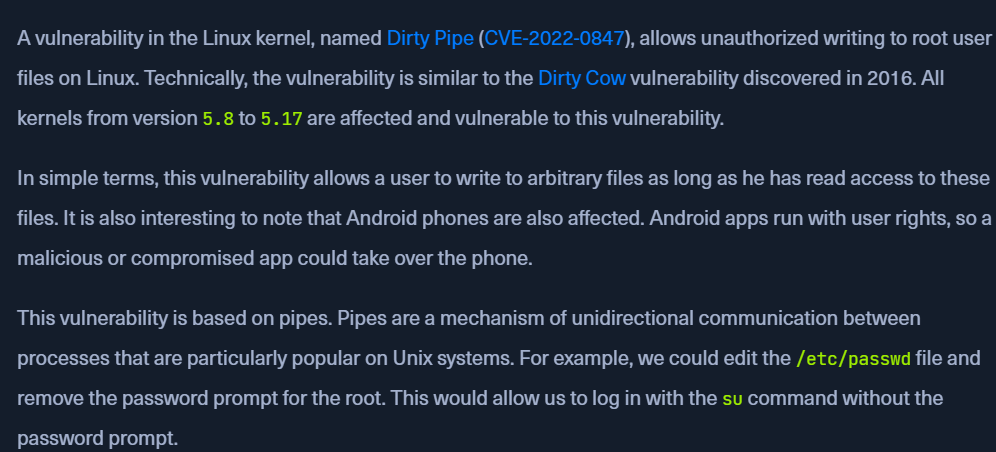 A vulnerability in the Linux kernel, named Dirty Pipe (CVE-2022-0847), allows unauthorized writing to root user
files on Linux. Technically, the vulnerability is similar to the Dirty Cow vulnerability discovered in 2016. All
kernels from version 5.8 to 5.17 are affected and vulnerable to this vulnerability.
In simple terms, this vulnerability allows a user to write to arbitrary files as long as he has read access to these
files. It is also interesting to note that Android phones are also affected. Android apps run with user rights, so a
malicious or compromised app could take over the phone.
This vulnerability is based on pipes. Pipes are a mechanism of unidirectional communication between
processes that are particularly popular on Unix systems. For example, we could edit the /etc/passwd file and
remove the password prompt for the root. This would allow us to log in with the su command without the
password prompt.